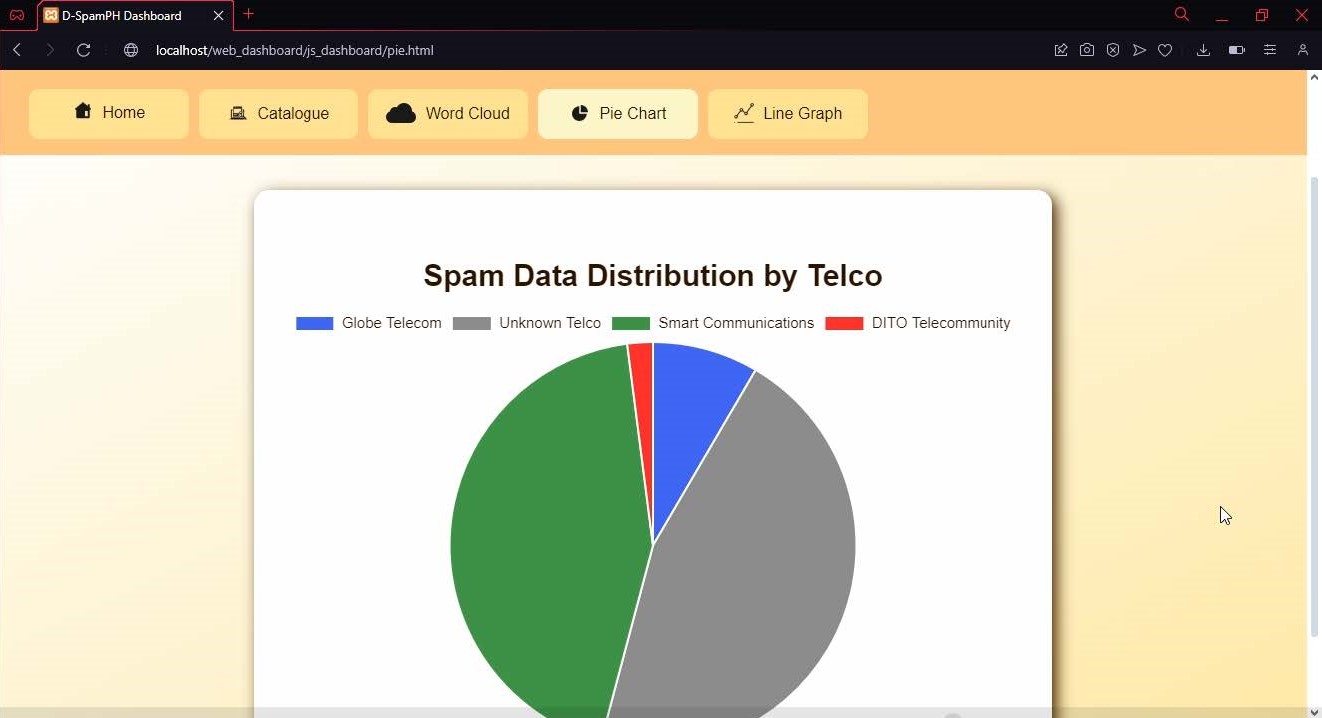 D-SpamPH Dashboard
localhost/web_dashboard/js_dashboard/pie.html
Home Catalogue Word Cloud Pie Chart Line Graph
Spam Data Distribution by Telco
Globe Telecom Unknown Telco Smart Communications DITO Telecommunity